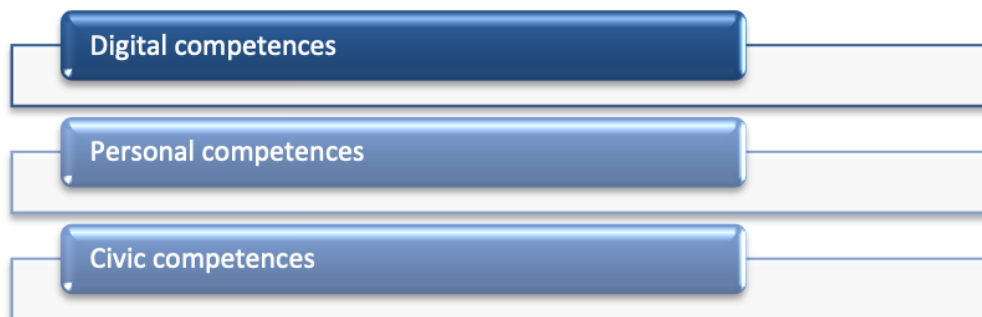 Digital competences
Personal competences
Civic competences